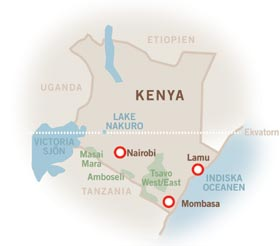 ETIOPIEN
UGANDA
KENYA
LAKE
NAKURO
Ekvatorn
VICTORIA
SJÖN
Masai
Mara
Nairobi
Lamu
INDISKA
OCEANEN
Amboseli
Tsavo
West/East
TANZANIA
Mombasa